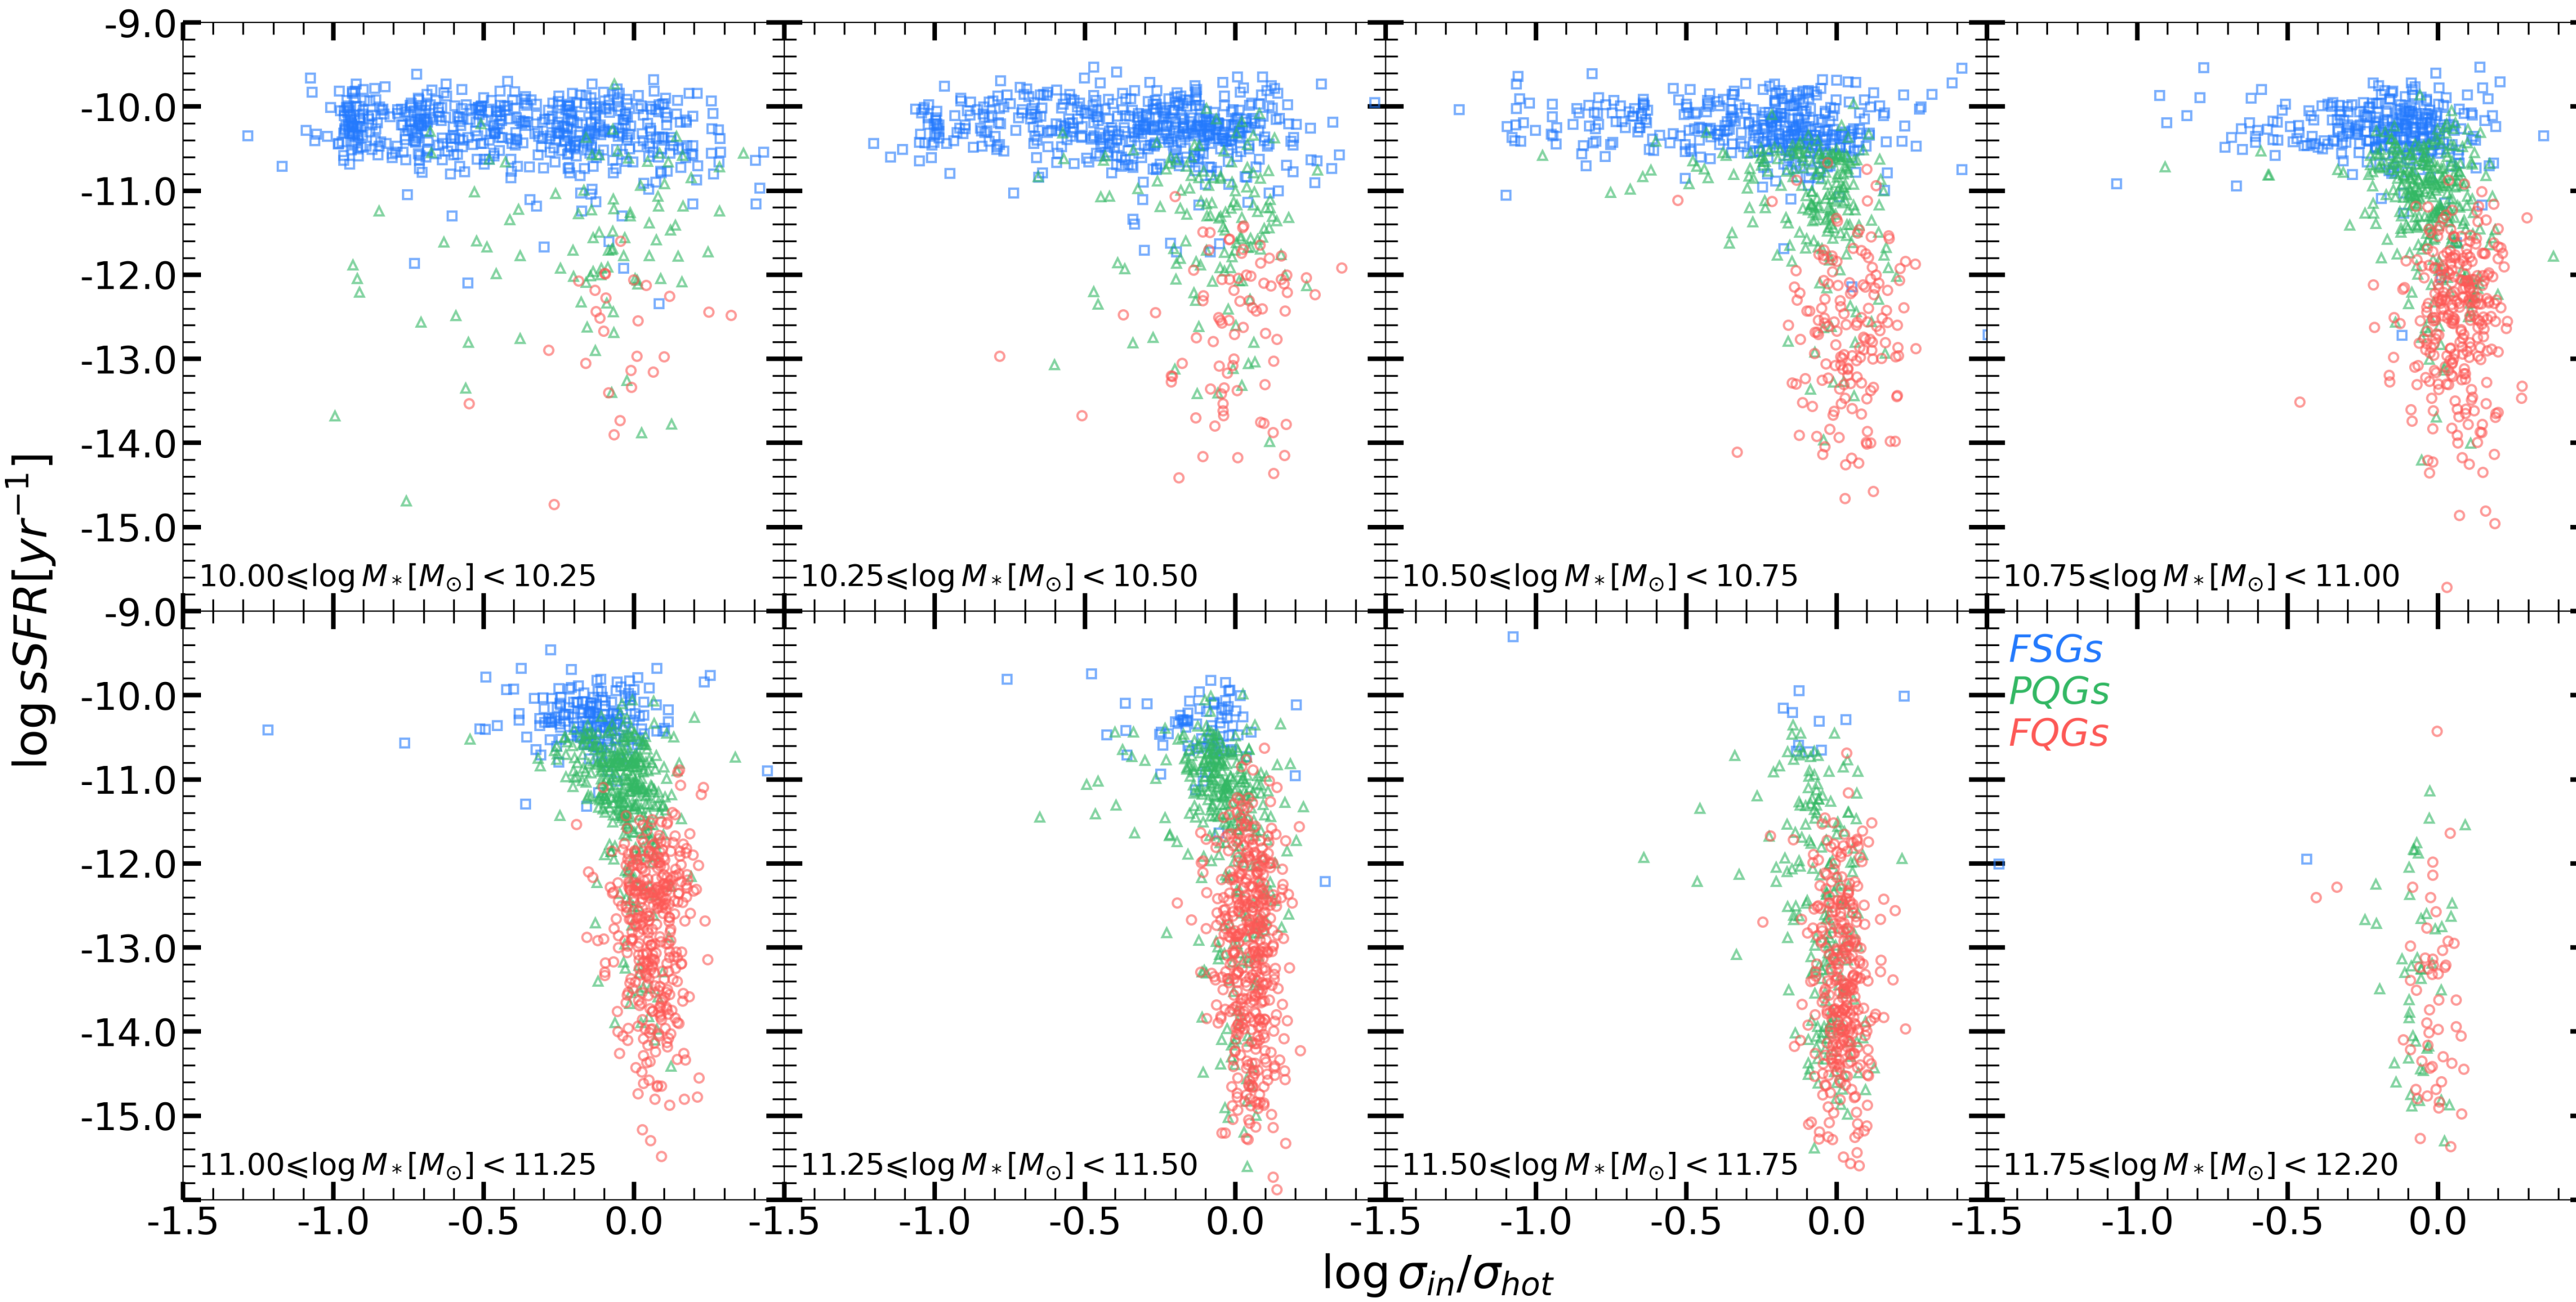 log sSFR[yr⁻¹]
-9.0
-10.0
-11.0
-12.0
-13.0
-14.0
-15.0
10.00⩽log M*[M⊙] < 10.25
10.25⩽log M*[M⊙] < 10.50
10.50⩽log M*[M⊙] < 10.75
10.75⩽log M*[M⊙] < 11.00
-9.0
-10.0
-11.0
-12.0
-13.0
-14.0
-15.0
FSGs
PQGs
FQGs
11.00⩽log M*[M⊙] < 11.25
11.25⩽log M*[M⊙] < 11.50
11.50⩽log M*[M⊙] < 11.75
11.75⩽log M*[M⊙] < 12.20
-1.5 -1.0 -0.5 0.0 -1.5 -1.0 -0.5 0.0 -1.5 -1.0 -0.5 0.0 -1.5 -1.0 -0.5 0.0
log σin/σhot